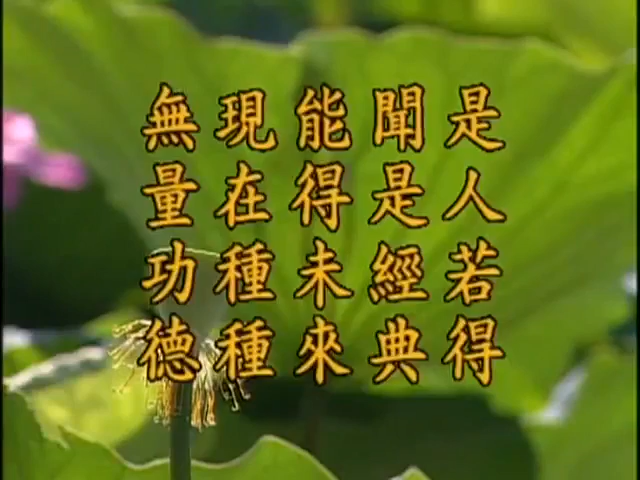 是人若得
聞是經典
能得未來
現在種種
無量功德